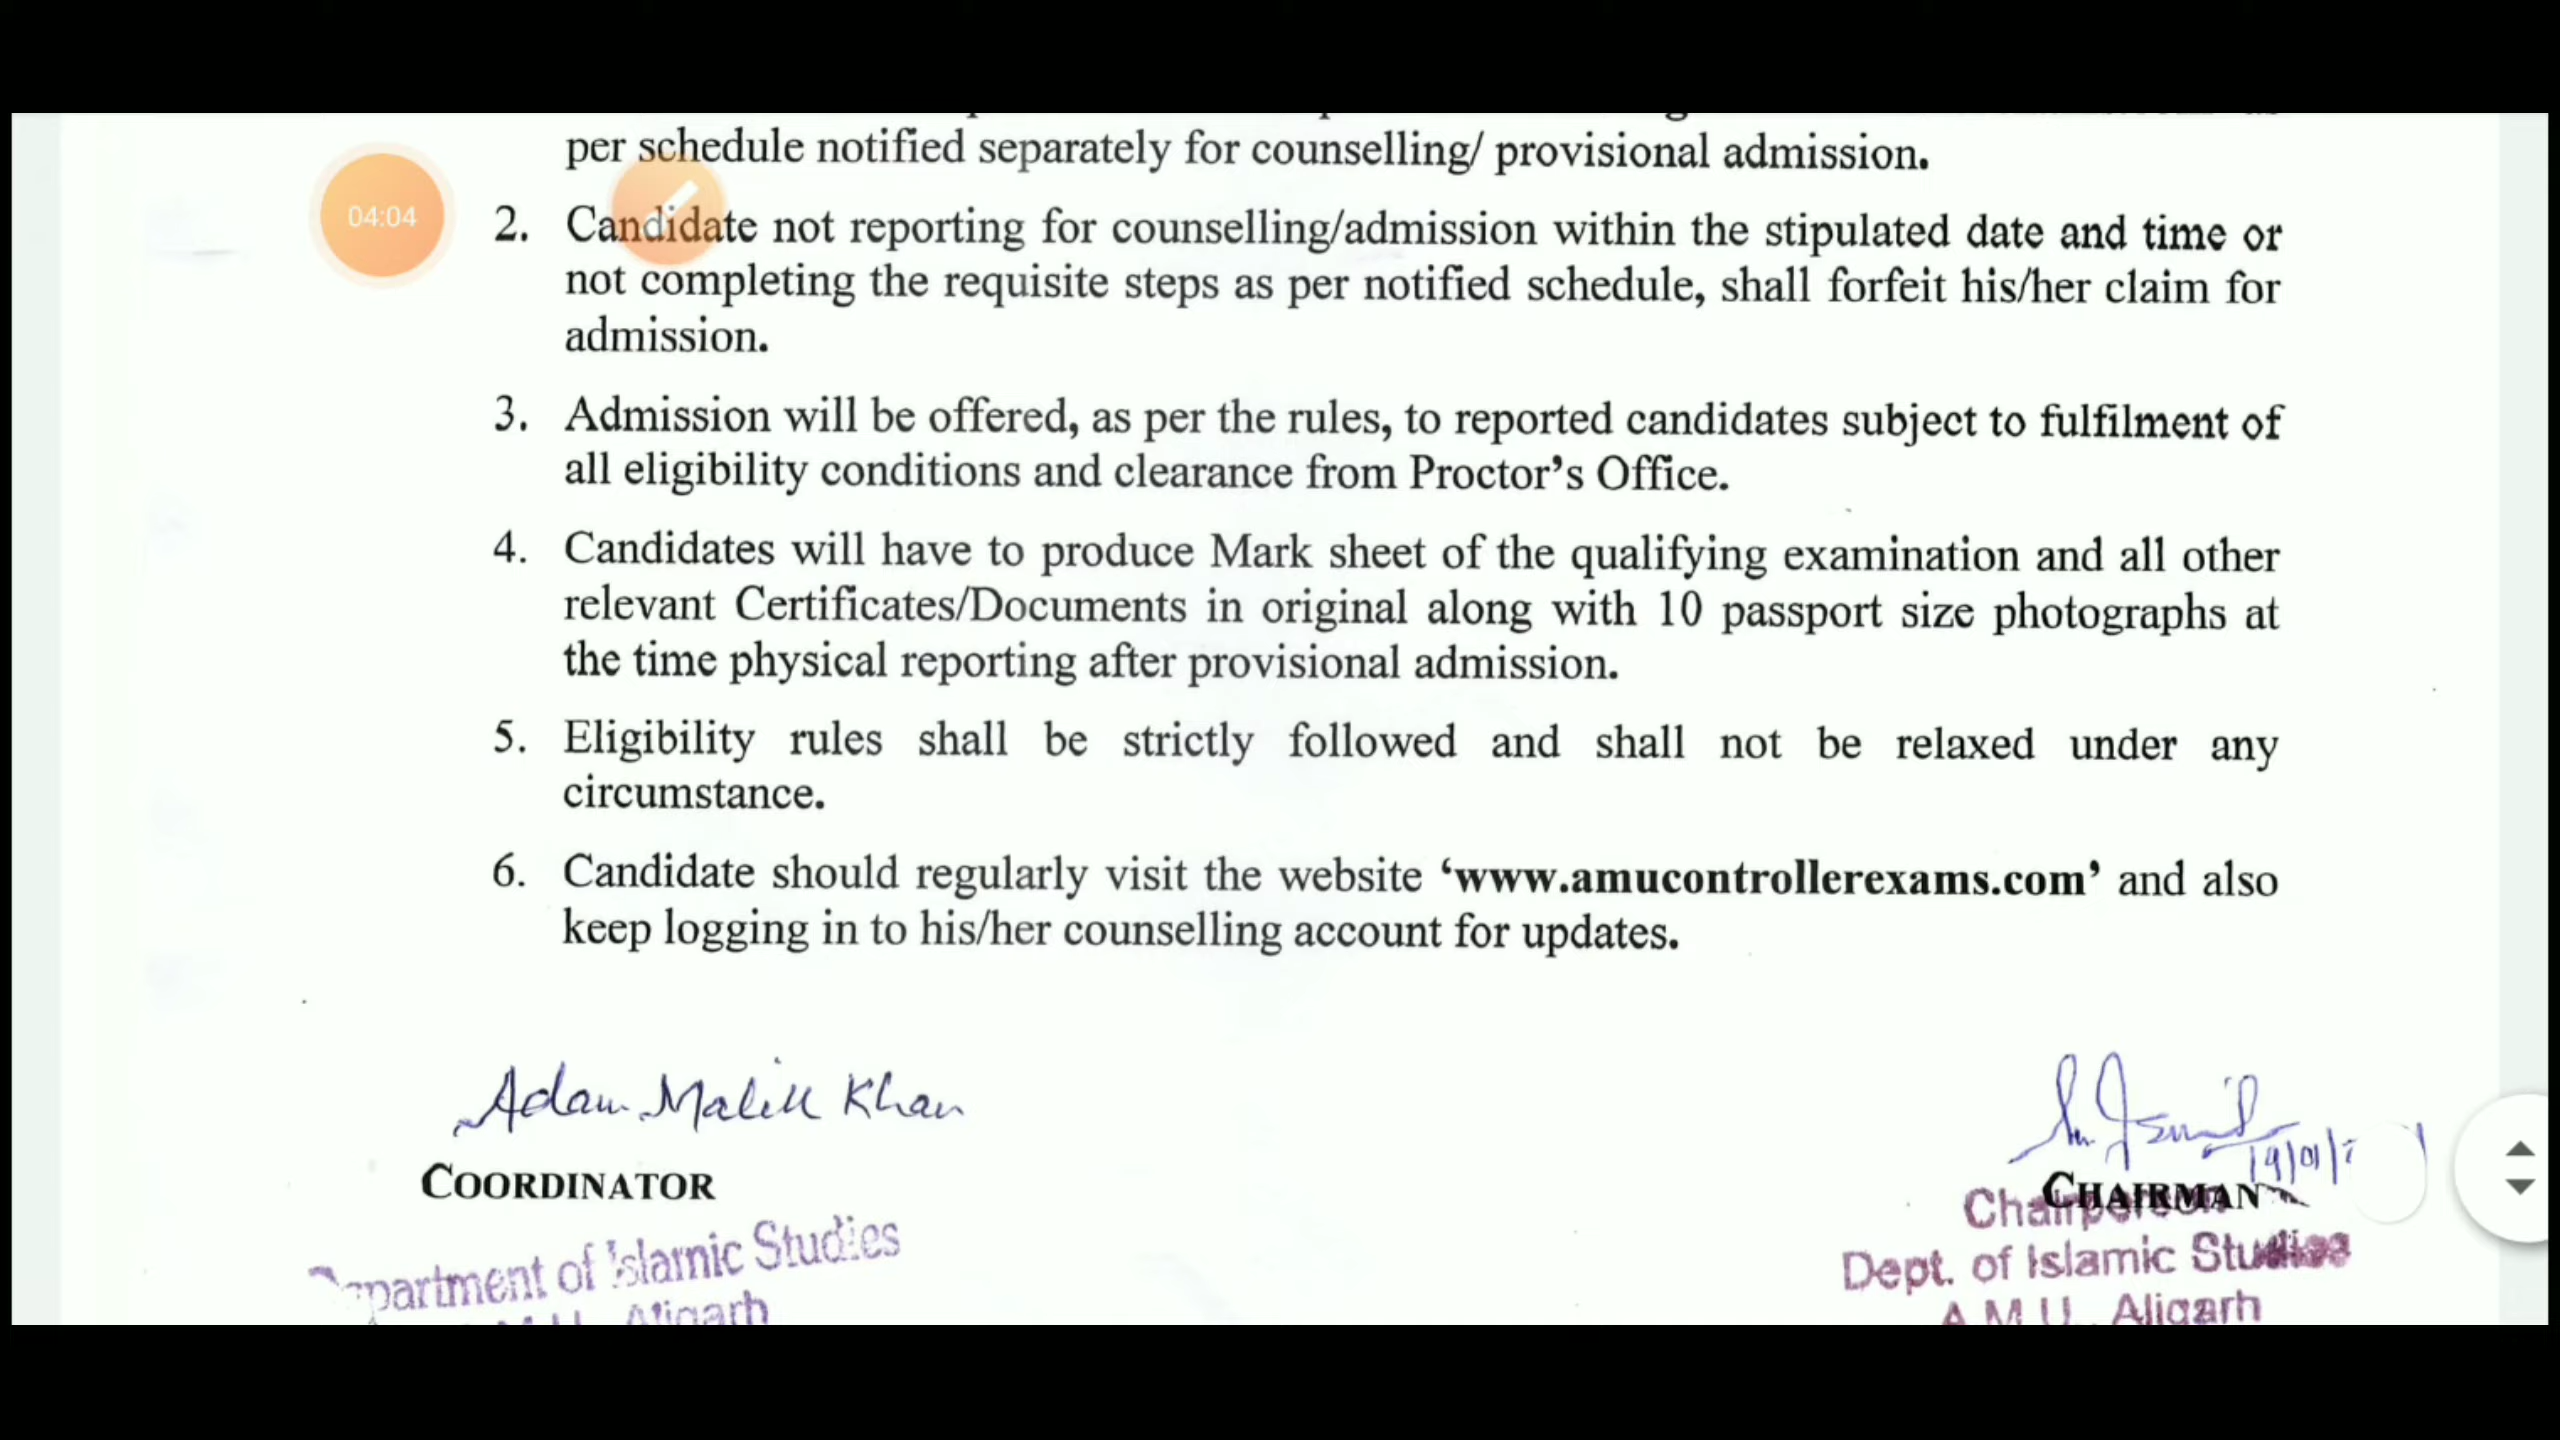 per schedule notified separately for counselling/ provisional admission.
04:04
2. Candidate not reporting for counselling/admission within the stipulated date and time or
not completing the requisite steps as per notified schedule, shall forfeit his/her claim for
admission.
3. Admission will be offered, as per the rules, to reported candidates subject to fulfilment of
all eligibility conditions and clearance from Proctor's Office.
4. Candidates will have to produce Mark sheet of the qualifying examination and all other
relevant Certificates/Documents in original along with 10 passport size photographs at
the time physical reporting after provisional admission.
5. Eligibility rules shall be strictly followed and shall not be relaxed under any
circumstance.
6. Candidate should regularly visit the website ‘www.amucontrollerexams.com’ and also
keep logging in to his/her counselling account for updates.
Adam Malik Khan
COORDINATOR
Department of Islamic Studies
Aligarh
19/01/
CHAIRMAN
Chairperson
Dept. of Islamic Studies
A.M.U., Aligarh